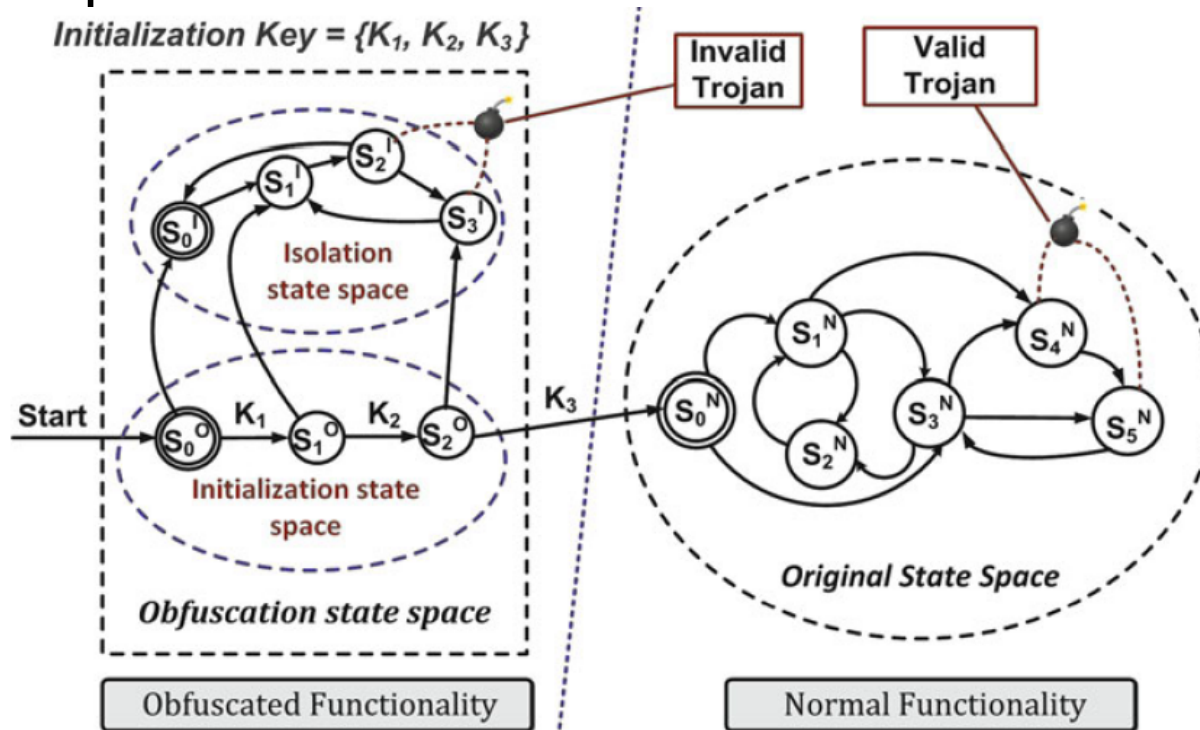 Initialization Key = {K₁, K₂, K₃}
Invalid
Trojan
Valid
Trojan
S₂ᴵ
S₁ᴵ
S₃ᴵ
S₀ᴵ
Isolation
state space
Start
S₀ᴼ
K₁
S₁ᴼ
K₂
S₂ᴼ
K₃
Initialization state
space
Obfuscation state space
Obfuscated Functionality
S₁ᴺ
S₄ᴺ
S₀ᴺ
S₃ᴺ
S₅ᴺ
S₂ᴺ
Original State Space
Normal Functionality